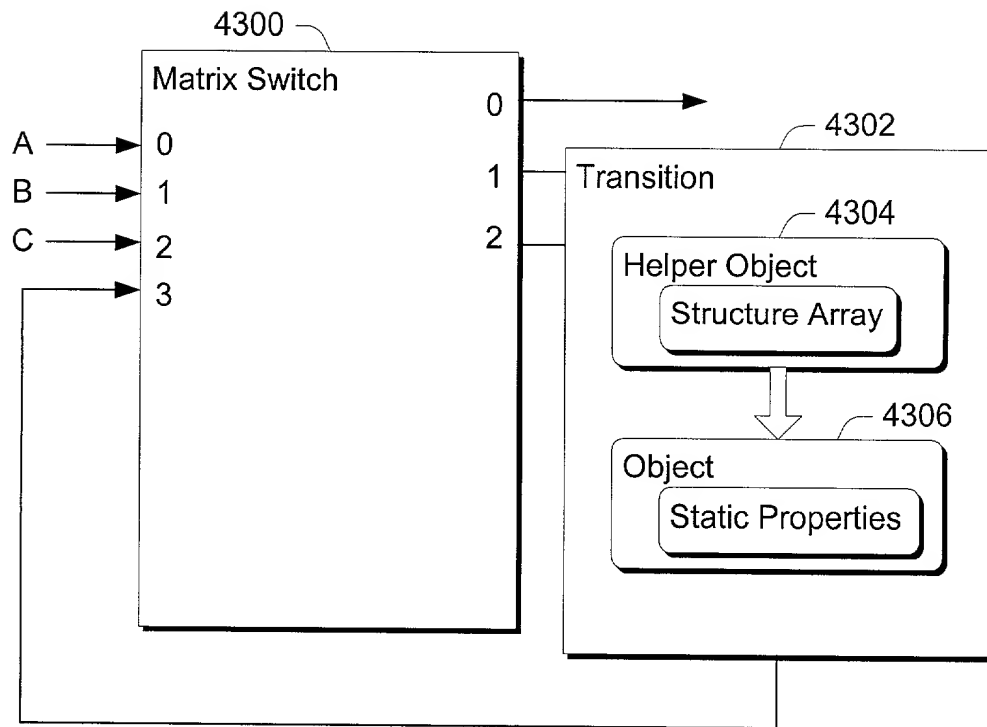 4300
Matrix Switch
0
4302
A 0
1 Transition
B 1
4304
C 2
2
Helper Object
3
Structure Array
4306
Object
Static Properties